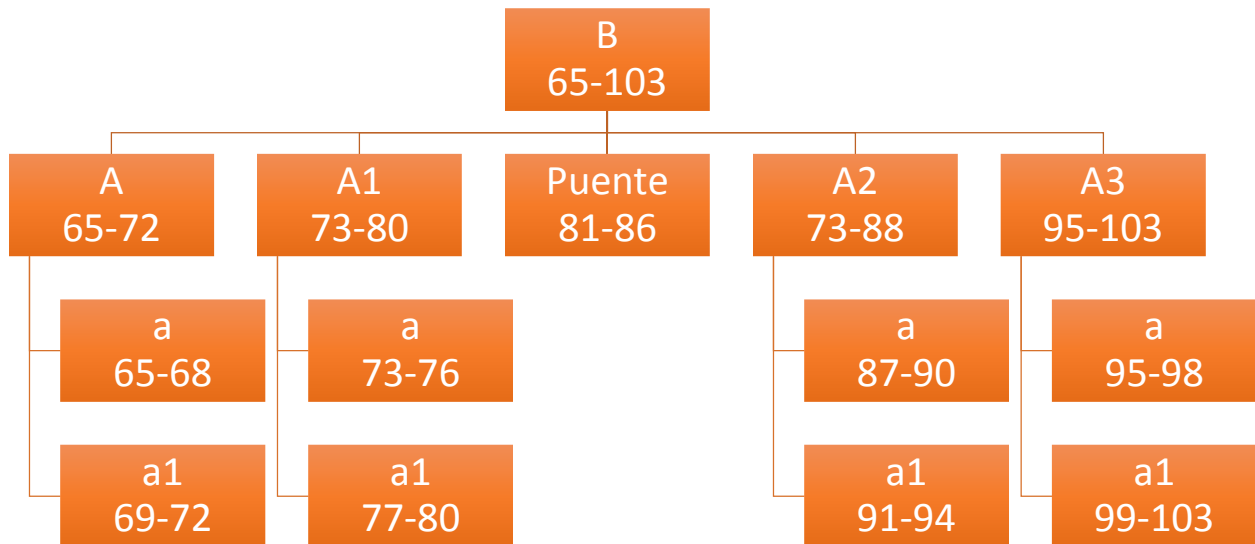 B
65-103
A
65-72
A1
73-80
Puente
81-86
A2
73-88
A3
95-103
a
65-68
a
73-76
a
87-90
a
95-98
a1
69-72
a1
77-80
a1
91-94
a1
99-103